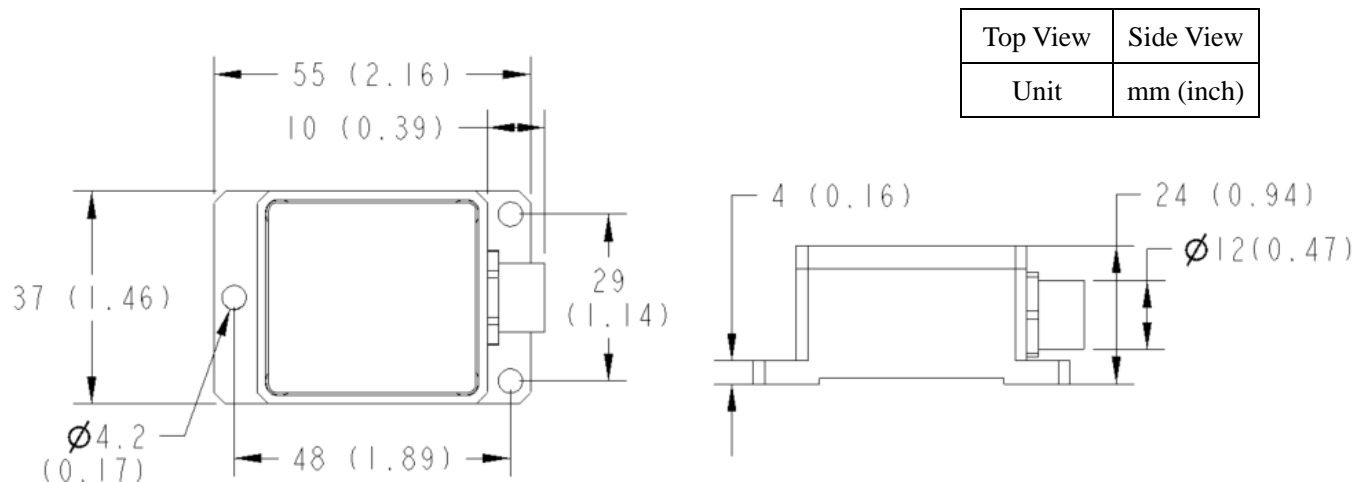 Top View Side View
Unit mm (inch)
55 (2.16)
10 (0.39)
37 (1.46)
29
(1.14)
Ø4.2
(0.17)
48 (1.89)
4 (0.16)
24 (0.94)
Ø12(0.47)